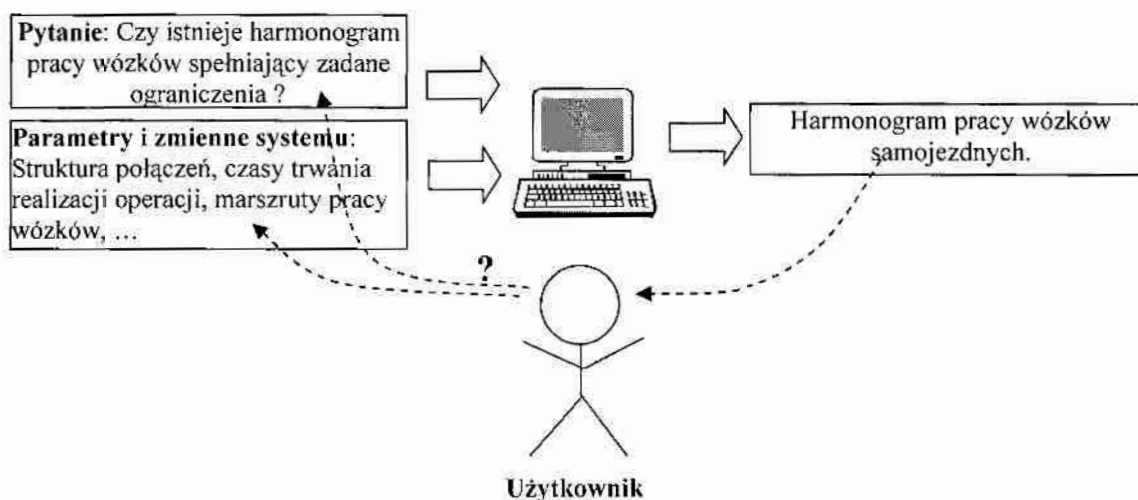 Pytanie: Czy istnieje harmonogram
pracy wózków spełniający zadane
ograniczenia ?
Parametry i zmienne systemu:
Struktura połączeń, czasy trwania
realizacji operacji, marszruty pracy
wózków, …
Harmonogram pracy wózków
samojezdnych.
?
Użytkownik